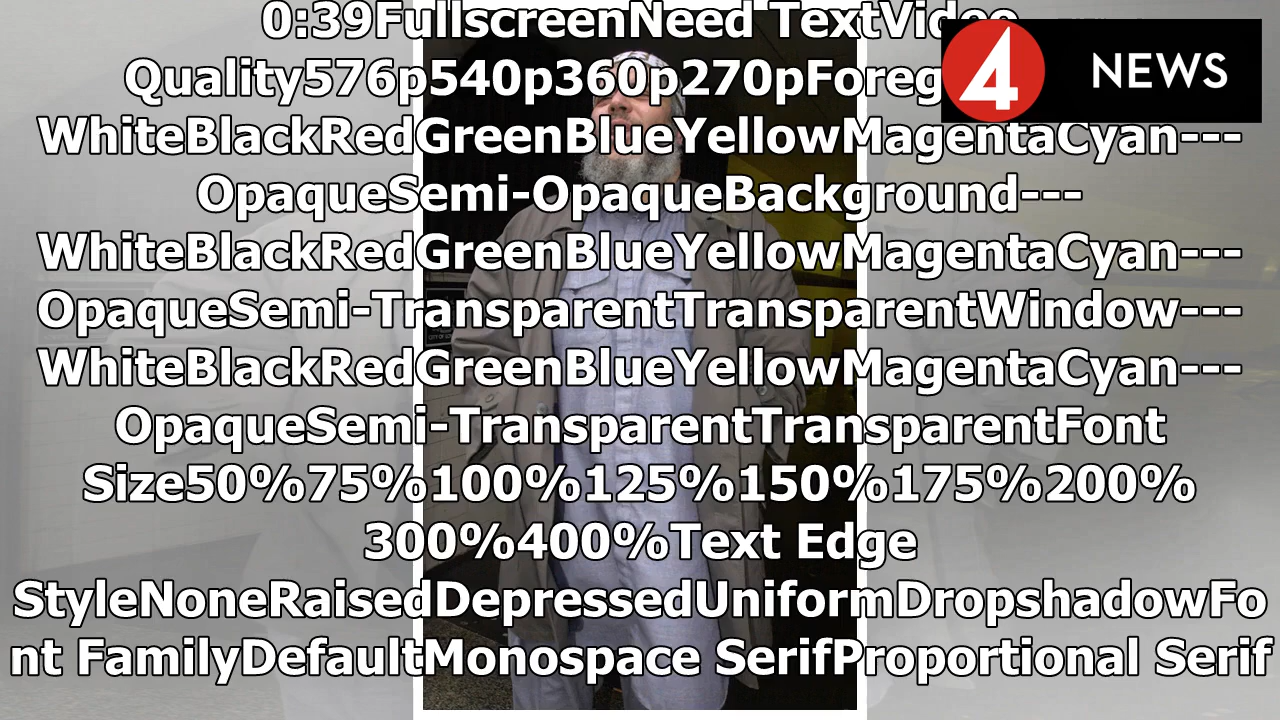 0:39FullscreenNeed TextVideo
Quality576p540p360p270pForeg
4 NEWS
WhiteBlackRedGreenBlueYellowMagentaCyan---
OpaqueSemi-OpaqueBackground---
WhiteBlackRedGreenBlueYellowMagentaCyan---
OpaqueSemi-TransparentTransparentWindow---
WhiteBlackRedGreenBlueYellowMagentaCyan---
OpaqueSemi-TransparentTransparentFont
Size50%75%100%125%150%175%200%
300%400%Text Edge
StyleNoneRaisedDepressedUniformDropshadowFo
nt FamilyDefaultMonospace SerifProportional Serif